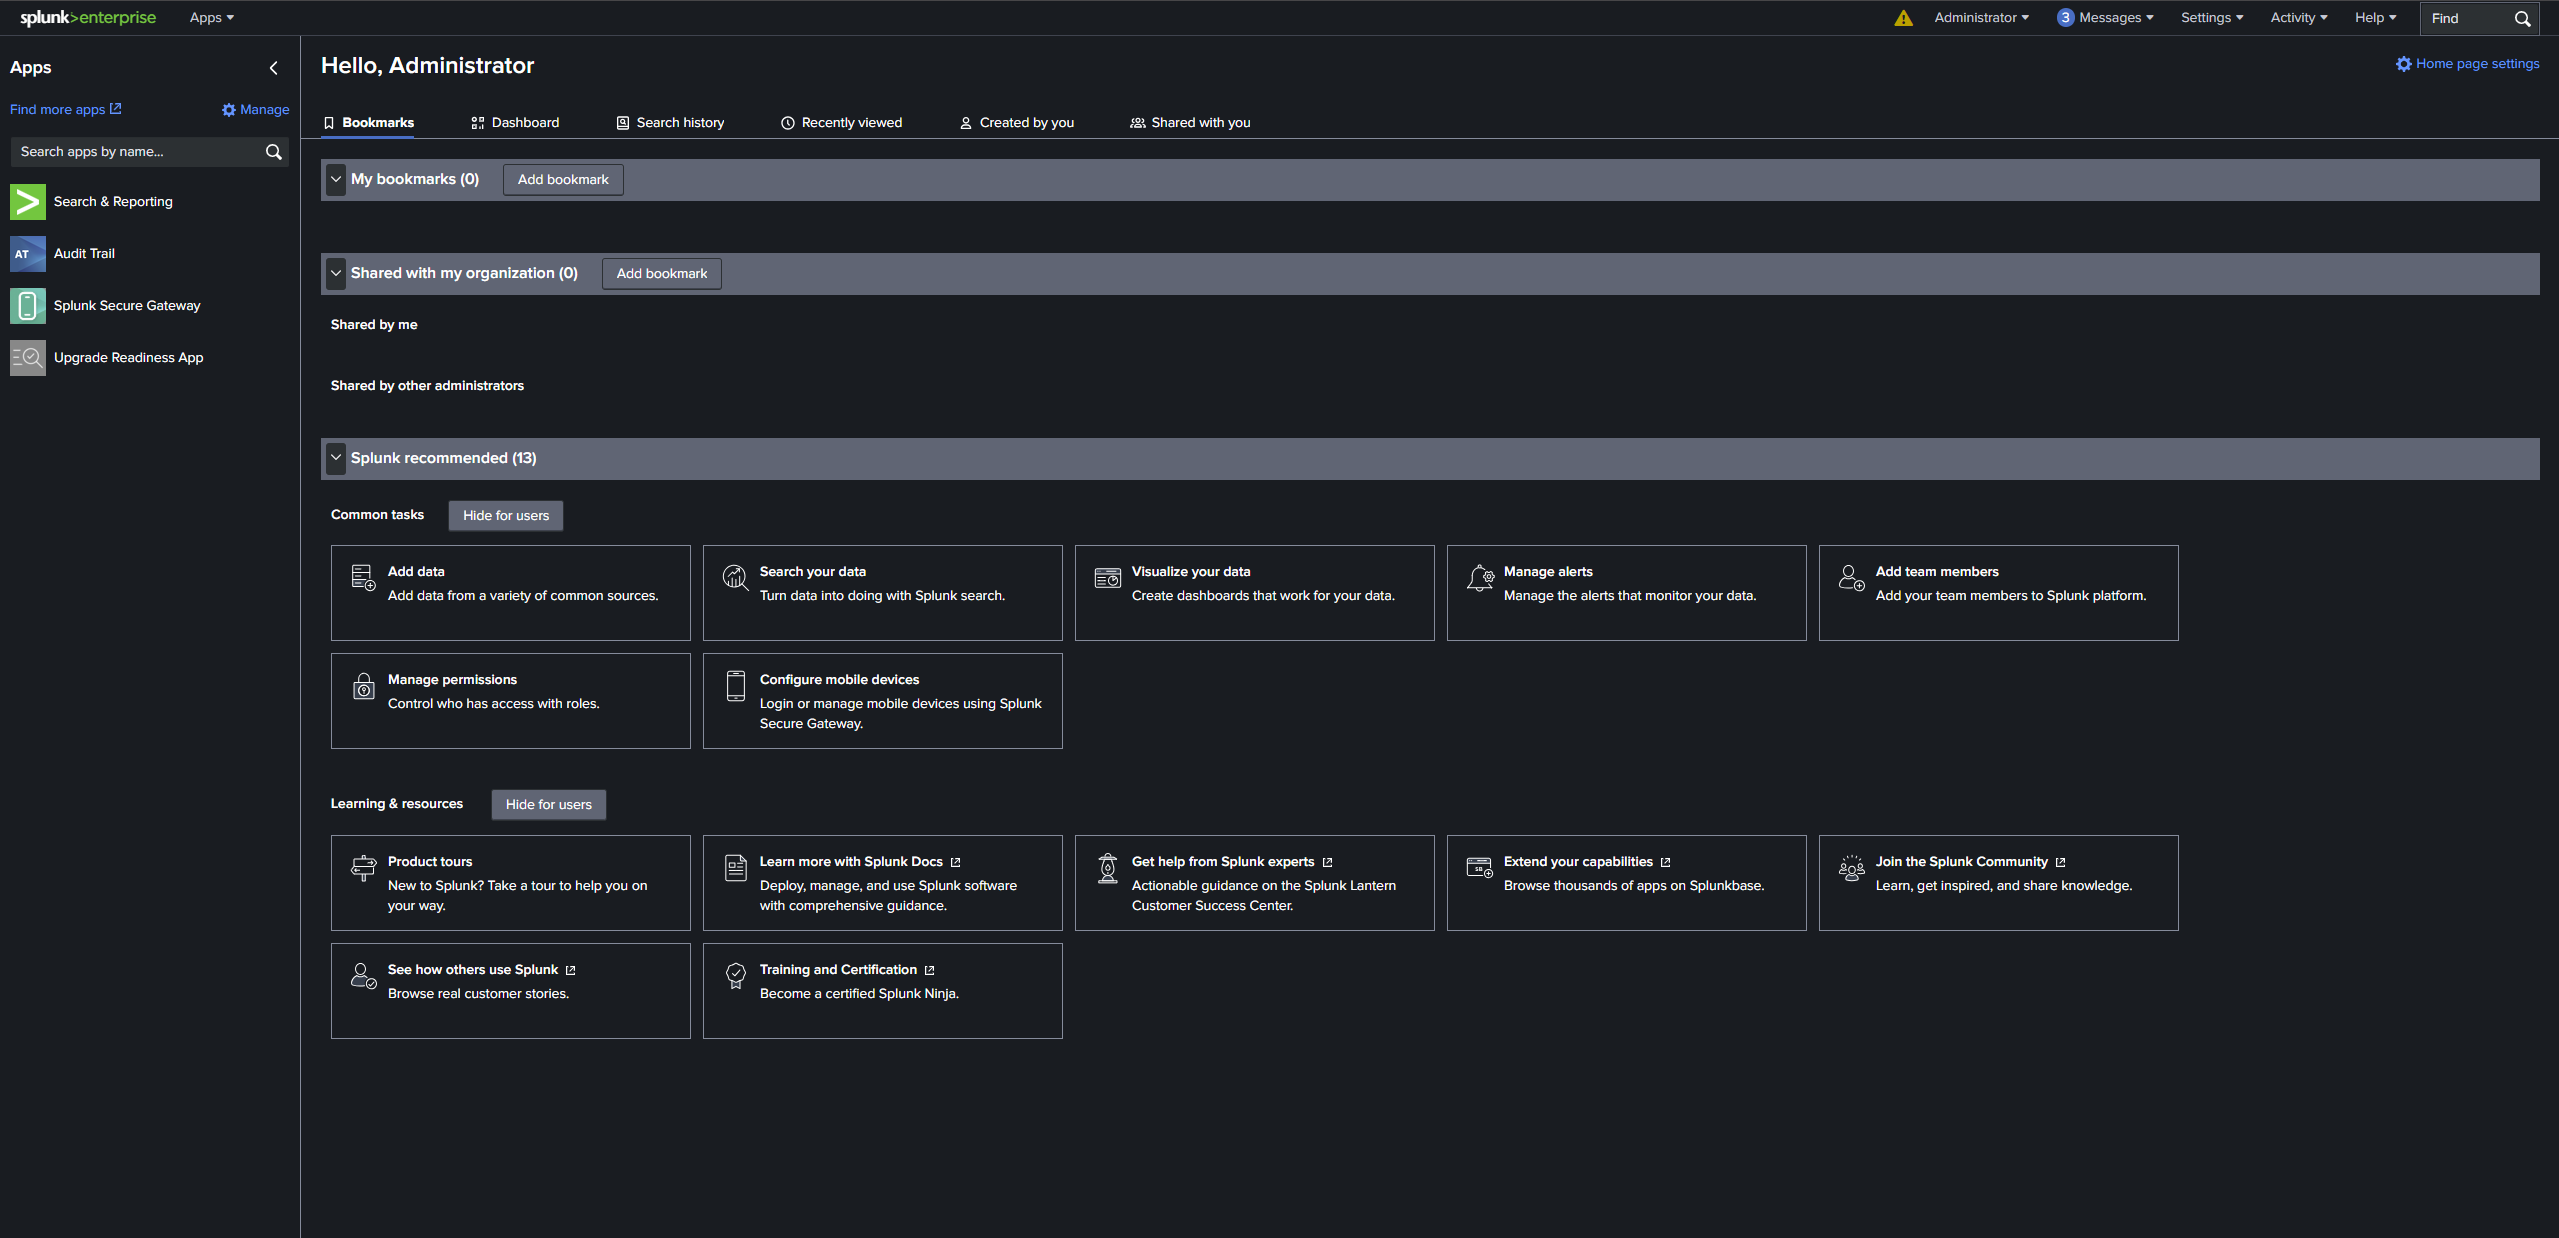 splunk>enterprise Apps Administrator 3 Messages Settings Activity Help Find
Apps
Find more apps Manage
Search apps by name...
Search & Reporting
AT Audit Trail
Splunk Secure Gateway
Upgrade Readiness App
Hello, Administrator
Home page settings
Bookmarks Dashboard Search history Recently viewed Created by you Shared with you
My bookmarks (0) Add bookmark
Shared with my organization (0) Add bookmark
Shared by me
Shared by other administrators
Splunk recommended (13)
Common tasks Hide for users
Add data
Add data from a variety of common sources.
Search your data
Turn data into doing with Splunk search.
Visualize your data
Create dashboards that work for your data.
Manage alerts
Manage the alerts that monitor your data.
Add team members
Add your team members to Splunk platform.
Manage permissions
Control who has access with roles.
Configure mobile devices
Login or manage mobile devices using Splunk
Secure Gateway.
Learning & resources Hide for users
Product tours
New to Splunk? Take a tour to help you on
your way.
Learn more with Splunk Docs
Deploy, manage, and use Splunk software
with comprehensive guidance.
Get help from Splunk experts
Actionable guidance on the Splunk Lantern
Customer Success Center.
SB
Extend your capabilities
Browse thousands of apps on Splunkbase.
Join the Splunk Community
Learn, get inspired, and share knowledge.
See how others use Splunk
Browse real customer stories.
Training and Certification
Become a certified Splunk Ninja.